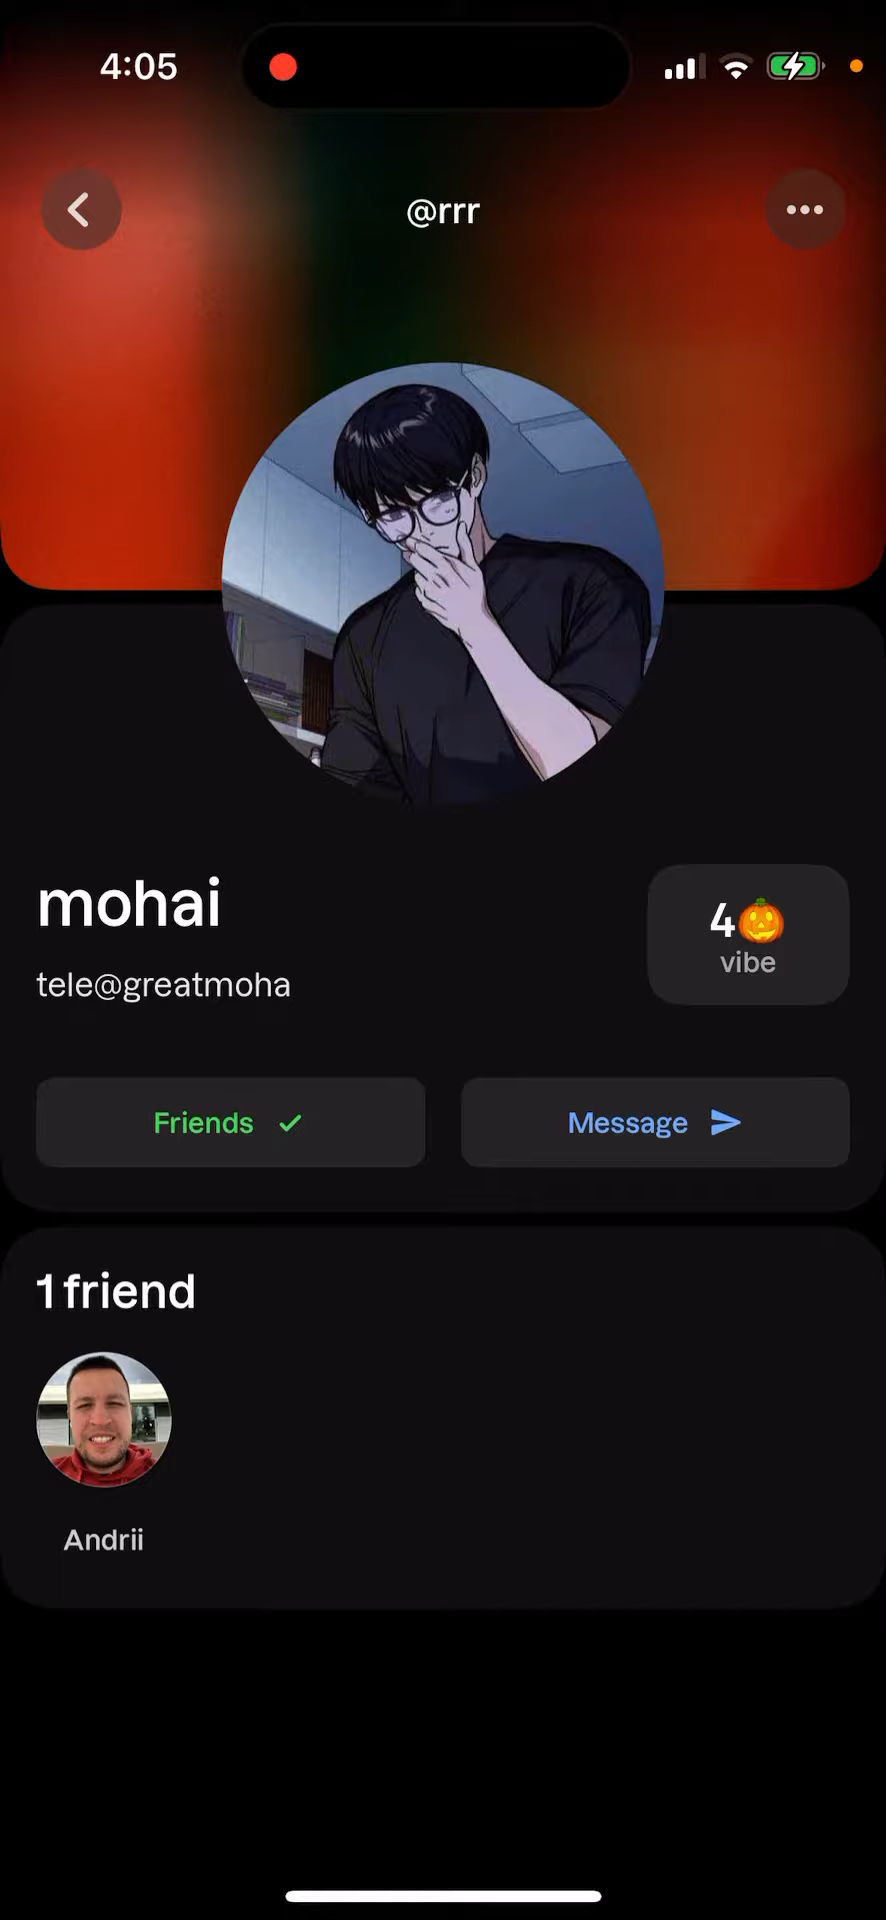 4:05
@rrr
mohai
4🎃
vibe
tele@greatmoha
Friends
Message
1 friend
Andrii